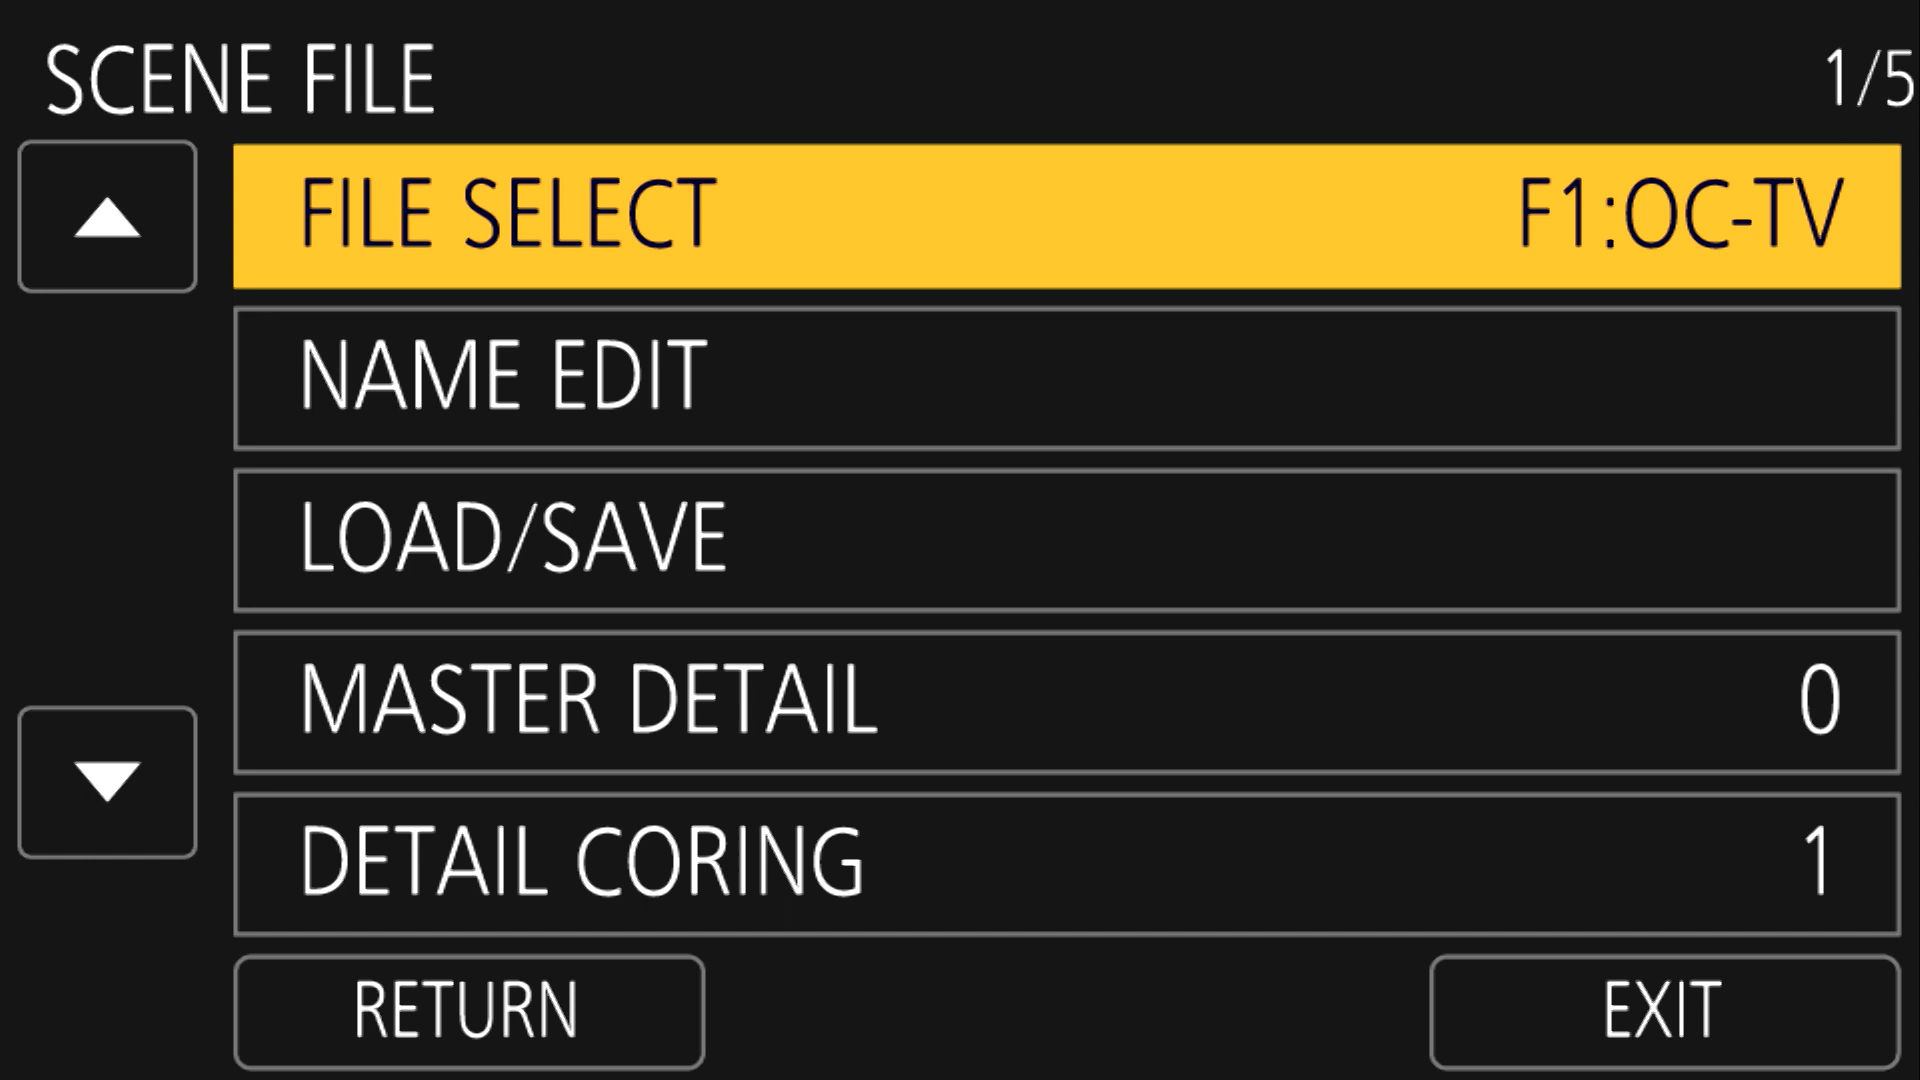 SCENE FILE 1/5
FILE SELECT F1:OC-TV
NAME EDIT
LOAD/SAVE
MASTER DETAIL 0
DETAIL CORING 1
RETURN EXIT